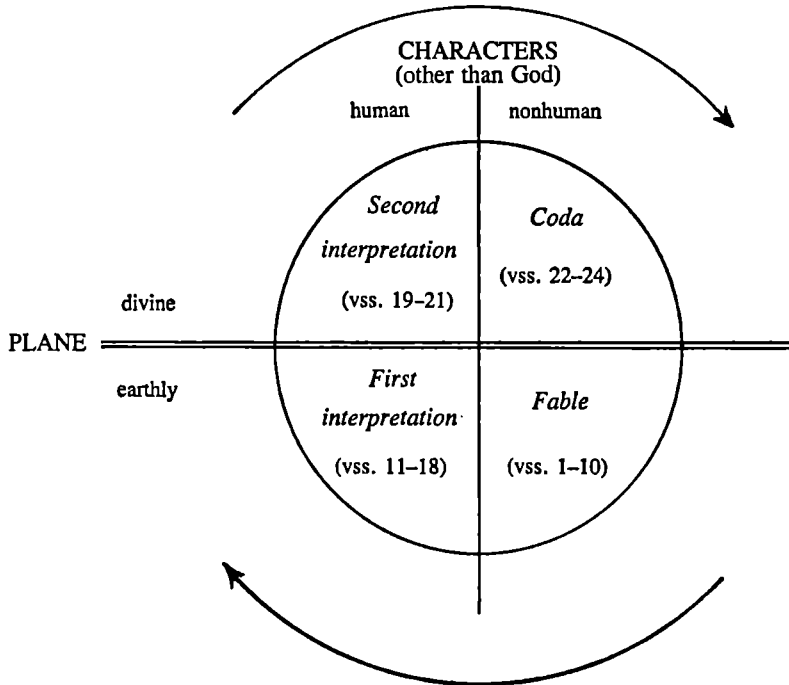 CHARACTERS
(other than God)
human nonhuman
Second
interpretation
(vss. 19–21)
Coda
(vss. 22–24)
divine
PLANE
earthly
First
interpretation
(vss. 11–18)
Fable
(vss. 1–10)